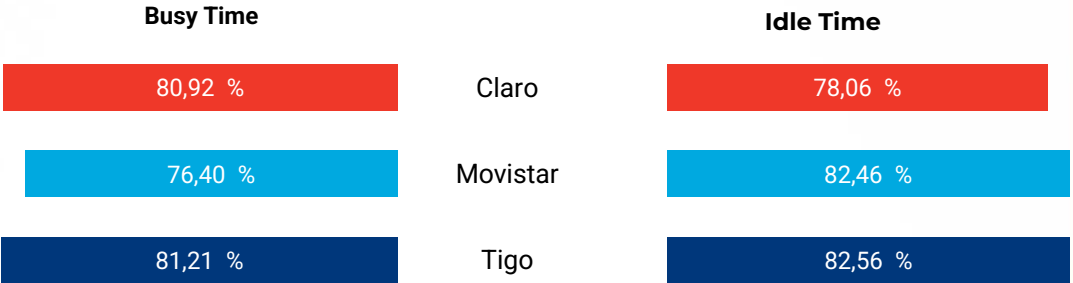 Busy Time
Idle Time
80,92 %
Claro
78,06 %
76,40 %
Movistar
82,46 %
81,21 %
Tigo
82,56 %